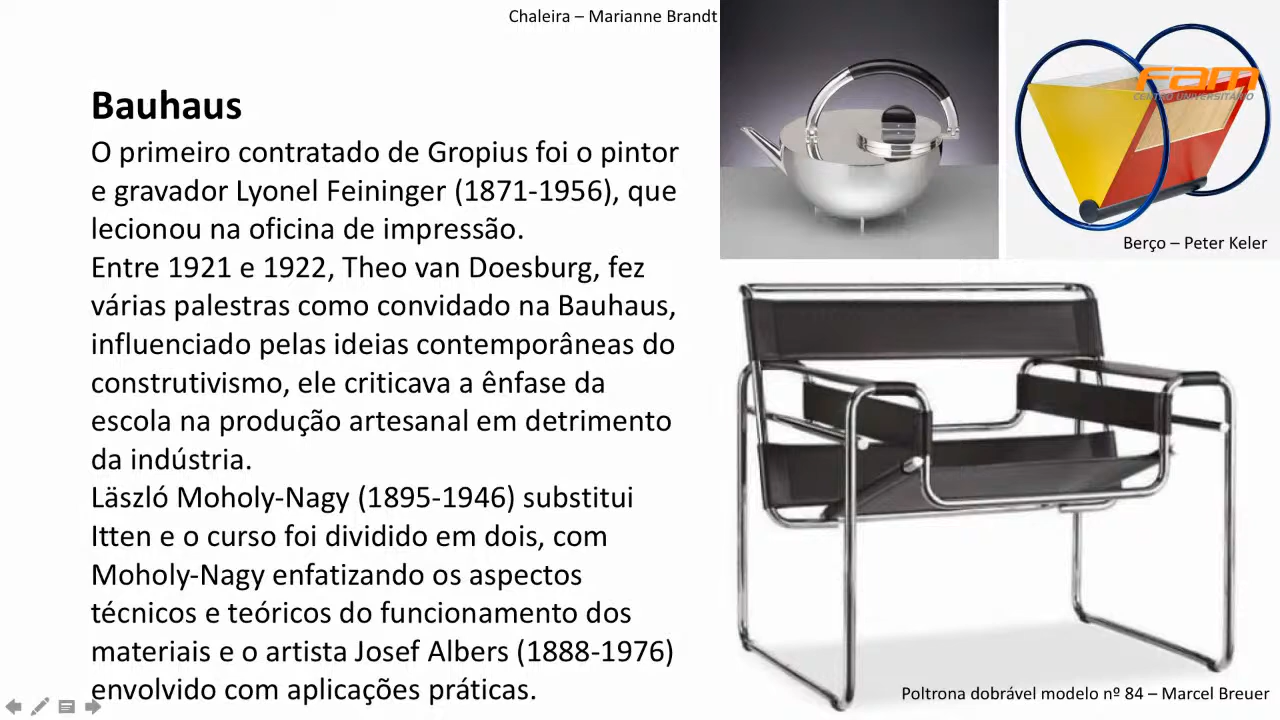 Chaleira – Marianne Brandt
Bauhaus
O primeiro contratado de Gropius foi o pintor
e gravador Lyonel Feininger (1871-1956), que
lecionou na oficina de impressão.
Entre 1921 e 1922, Theo van Doesburg, fez
várias palestras como convidado na Bauhaus,
influenciado pelas ideias contemporâneas do
construtivismo, ele criticava a ênfase da
escola na produção artesanal em detrimento
da indústria.
Läszló Moholy-Nagy (1895-1946) substitui
Itten e o curso foi dividido em dois, com
Moholy-Nagy enfatizando os aspectos
técnicos e teóricos do funcionamento dos
materiais e o artista Josef Albers (1888-1976)
envolvido com aplicações práticas.
FAM
CENTRO UNIVERSITÁRIO
Berço – Peter Keler
Poltrona dobrável modelo nº 84 – Marcel Breuer